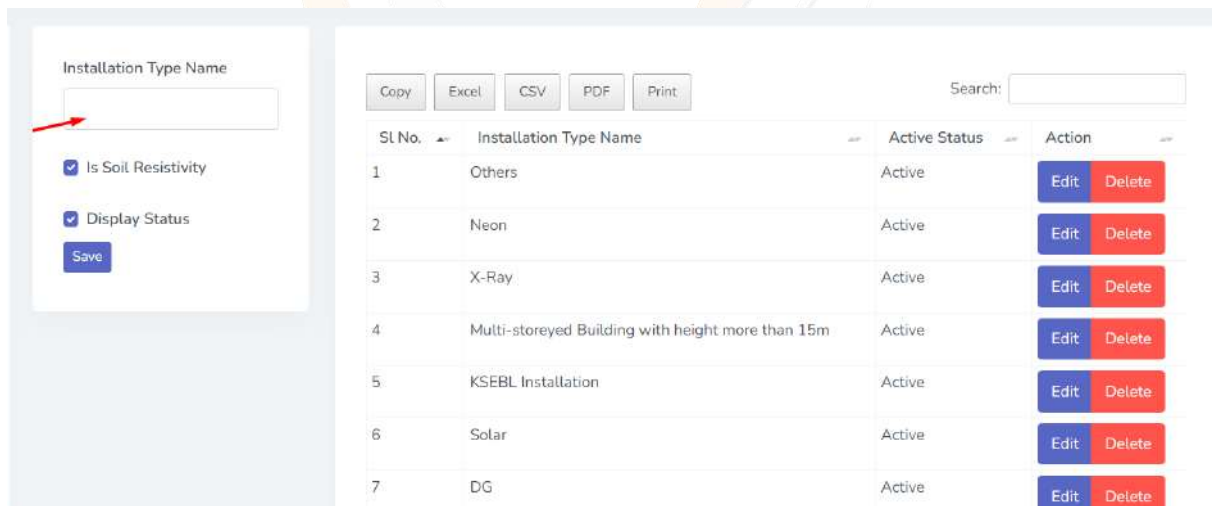 Installation Type Name
Is Soil Resistivity
Display Status
Save
Copy Excel CSV PDF Print Search:
Sl No. Installation Type Name Active Status Action
1 Others Active Edit Delete
2 Neon Active Edit Delete
3 X-Ray Active Edit Delete
4 Multi-storeyed Building with height more than 15m Active Edit Delete
5 KSEBL Installation Active Edit Delete
6 Solar Active Edit Delete
7 DG Active Edit Delete